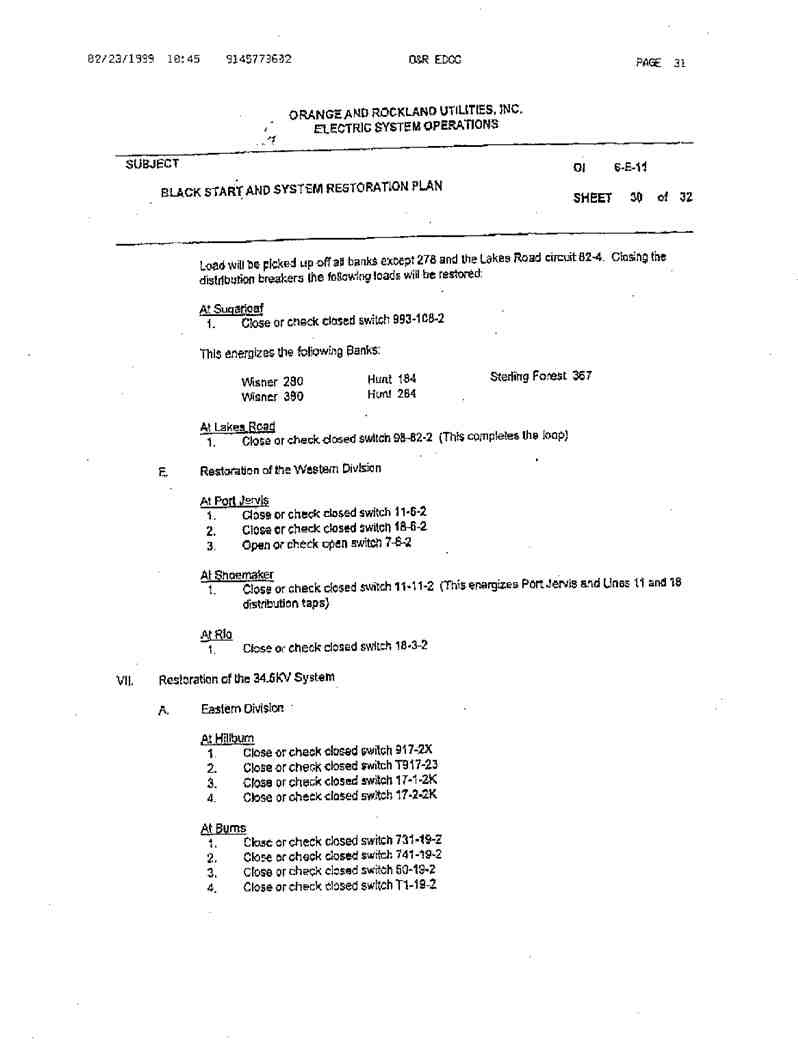 02/23/1999 10:45 9145773602 O&R EDCC PAGE 31
ORANGE AND ROCKLAND UTILITIES, INC.
ELECTRIC SYSTEM OPERATIONS
SUBJECT
OI 6-E-11
BLACK START AND SYSTEM RESTORATION PLAN
SHEET 30 of 32
Load will be picked up off all banks except 278 and the Lakes Road circuit 82-4. Closing the
distribution breakers the following loads will be restored:
At Sugarloaf
1. Close or check closed switch 993-108-2
This energizes the following Banks:
Wisner 280 Hunt 184 Sterling Forest 367
Wisner 380 Hunt 284
At Lakes Road
1. Close or check closed switch 98-82-2 (This completes the loop)
E. Restoration of the Western Division
At Port Jervis
1. Close or check closed switch 11-6-2
2. Close or check closed switch 18-6-2
3. Open or check open switch 7-6-2
At Shoemaker
1. Close or check closed switch 11-11-2 (This energizes Port Jervis and Lines 11 and 18
distribution taps)
At Rio
1. Close or check closed switch 18-3-2
VII. Restoration of the 34.5KV System
A. Eastern Division
At Hillburn
1. Close or check closed switch 917-2X
2. Close or check closed switch T917-23
3. Close or check closed switch 17-1-2K
4. Close or check closed switch 17-2-2K
At Burns
1. Close or check closed switch 731-19-2
2. Close or check closed switch 741-19-2
3. Close or check closed switch 50-19-2
4. Close or check closed switch T1-19-2